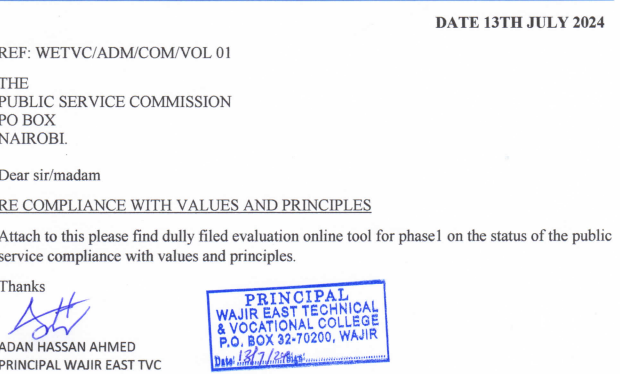 DATE 13TH JULY 2024
REF: WETVC/ADM/COM/VOL 01
THE
PUBLIC SERVICE COMMISSION
PO BOX
NAIROBI.
Dear sir/madam
RE COMPLIANCE WITH VALUES AND PRINCIPLES
Attach to this please find dully filed evaluation online tool for phase1 on the status of the public
service compliance with values and principles.
Thanks
ADAN HASSAN AHMED
PRINCIPAL WAJIR EAST TVC
PRINCIPAL
WAJIR EAST TECHNICAL
& VOCATIONAL COLLEGE
P.O. BOX 32-70200, WAJIR
Date: 13/7/24 Sign: